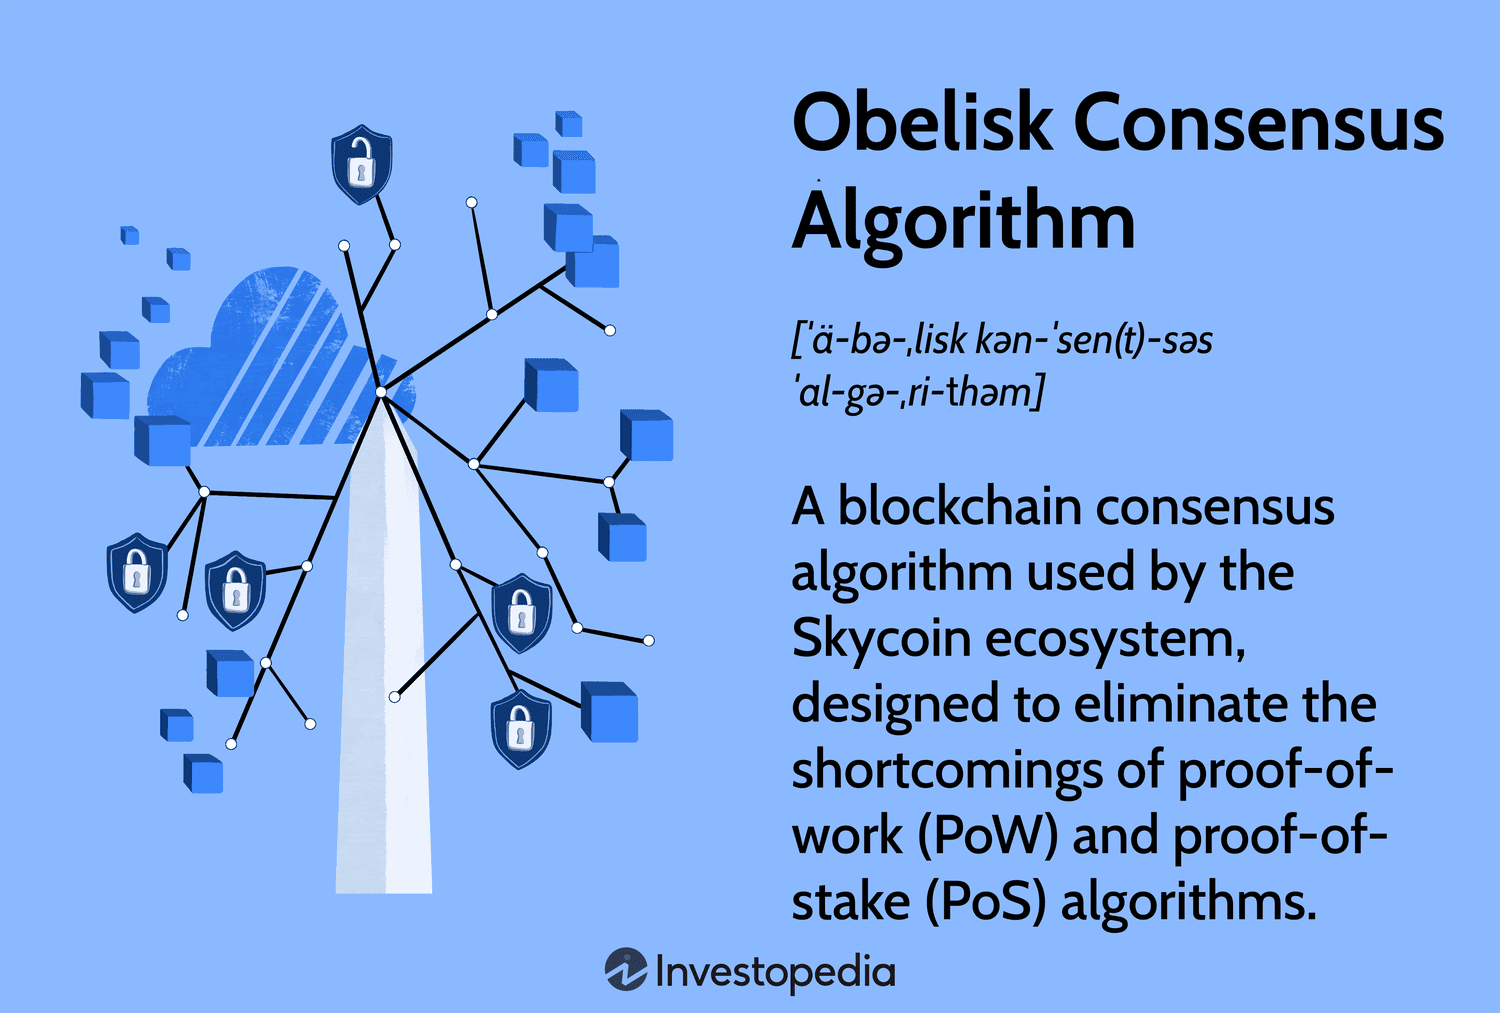 Obelisk Consensus
Algorithm
[ˈä-bə-ˌlisk kən-ˈsen(t)-səs
ˈal-gə-ˌri-thəm]
A blockchain consensus
algorithm used by the
Skycoin ecosystem,
designed to eliminate the
shortcomings of proof-of-
work (PoW) and proof-of-
stake (PoS) algorithms.
Investopedia